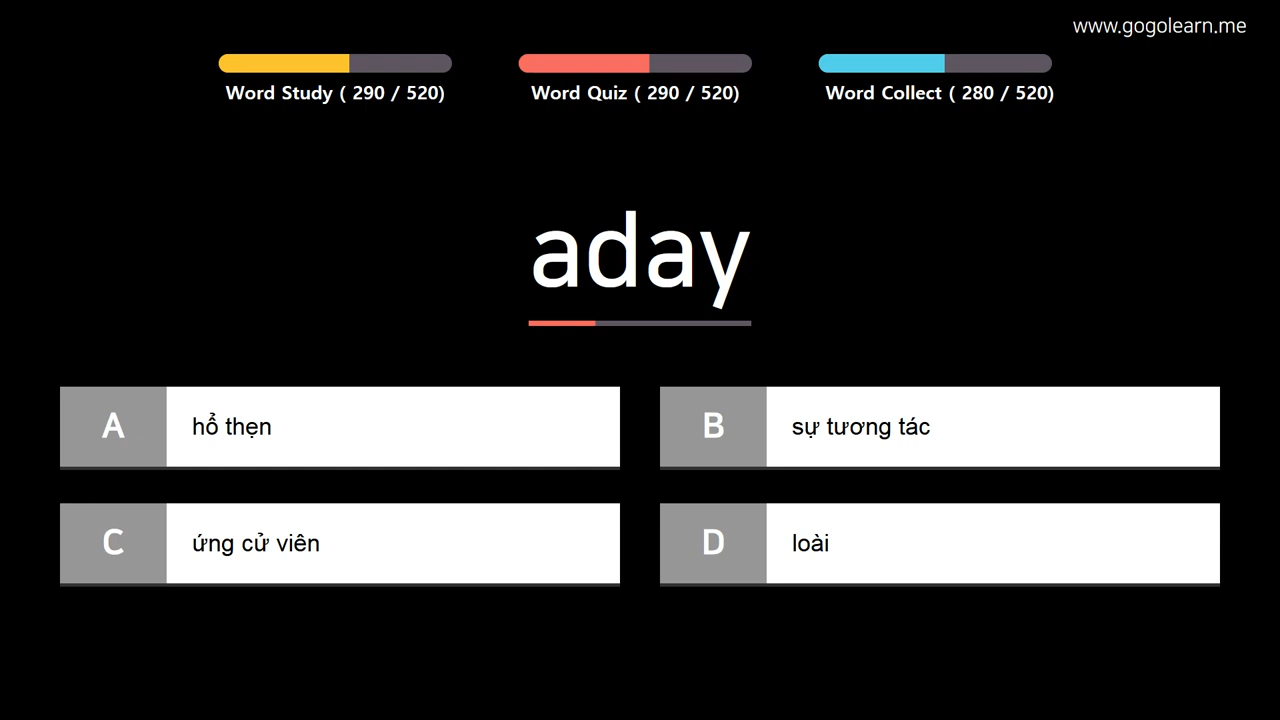 www.gogolearn.me
Word Study ( 290 / 520)
Word Quiz ( 290 / 520)
Word Collect ( 280 / 520)
aday
A hổ thẹn
B sự tương tác
C ứng cử viên
D loài